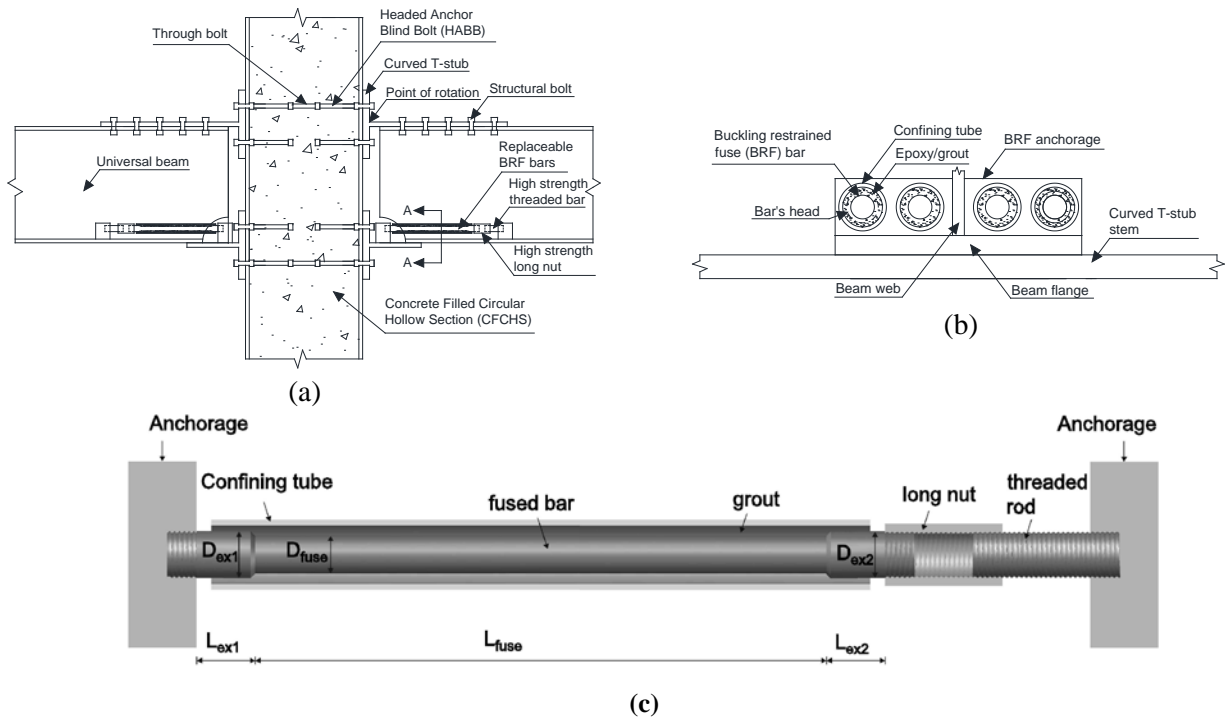 Through bolt
Headed Anchor
Blind Bolt (HABB)
Curved T-stub
Point of rotation
Structural bolt
Universal beam
Replaceable
BRF bars
High strength
threaded bar
A
A
High strength
long nut
Concrete Filled Circular
Hollow Section (CFCHS)
(a)
Buckling restrained
fuse (BRF) bar
Confining tube
Epoxy/grout
BRF anchorage
Bar's head
Curved T-stub
stem
Beam web
Beam flange
(b)
Anchorage
Anchorage
Confining tube
fused bar
grout
long nut
threaded
rod
Dex1
Dfuse
Dex2
Lex1
Lfuse
Lex2
(c)